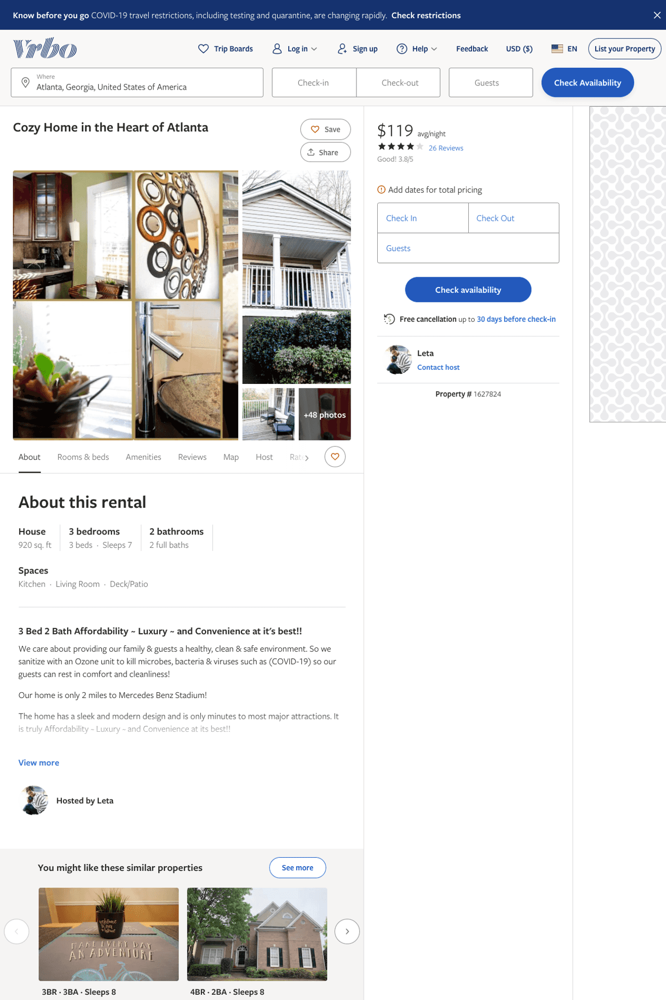 Know before you go COVID-19 travel restrictions, including testing and quarantine, are changing rapidly. Check restrictions
Vrbo
Trip Boards
Log in
Sign up
Help
Feedback
USD ($)
EN
List your Property
Where
Atlanta, Georgia, United States of America
Check-in
Check-out
Guests
Check Availability
Cozy Home in the Heart of Atlanta
Save
Share
+48 photos
$119 avg/night
26 Reviews
Good! 3.8/5
Add dates for total pricing
Check In
Check Out
Guests
Check availability
Free cancellation up to 30 days before check-in
Leta
Contact host
Property # 1627824
About
Rooms & beds
Amenities
Reviews
Map
Host
About this rental
House
920 sq. ft
3 bedrooms
3 beds · Sleeps 7
2 bathrooms
2 full baths
Spaces
Kitchen · Living Room · Deck/Patio
3 Bed 2 Bath Affordability ~ Luxury ~ and Convenience at it's best!!
We care about providing our family & guests a healthy, clean & safe environment. So we
sanitize with an Ozone unit to kill microbes, bacteria & viruses such as (COVID-19) so our
guests can rest in comfort and cleanliness!
Our home is only 2 miles to Mercedes Benz Stadium!
The home has a sleek and modern design and is only minutes to most major attractions. It
is truly Affordability ~ Luxury ~ and Convenience at its best!!
View more
Hosted by Leta
You might like these similar properties
See more
welcome
to our
home
MAKE EVERY DAY
AN ADVENTURE
3BR · 3BA · Sleeps 8
4BR · 2BA · Sleeps 8